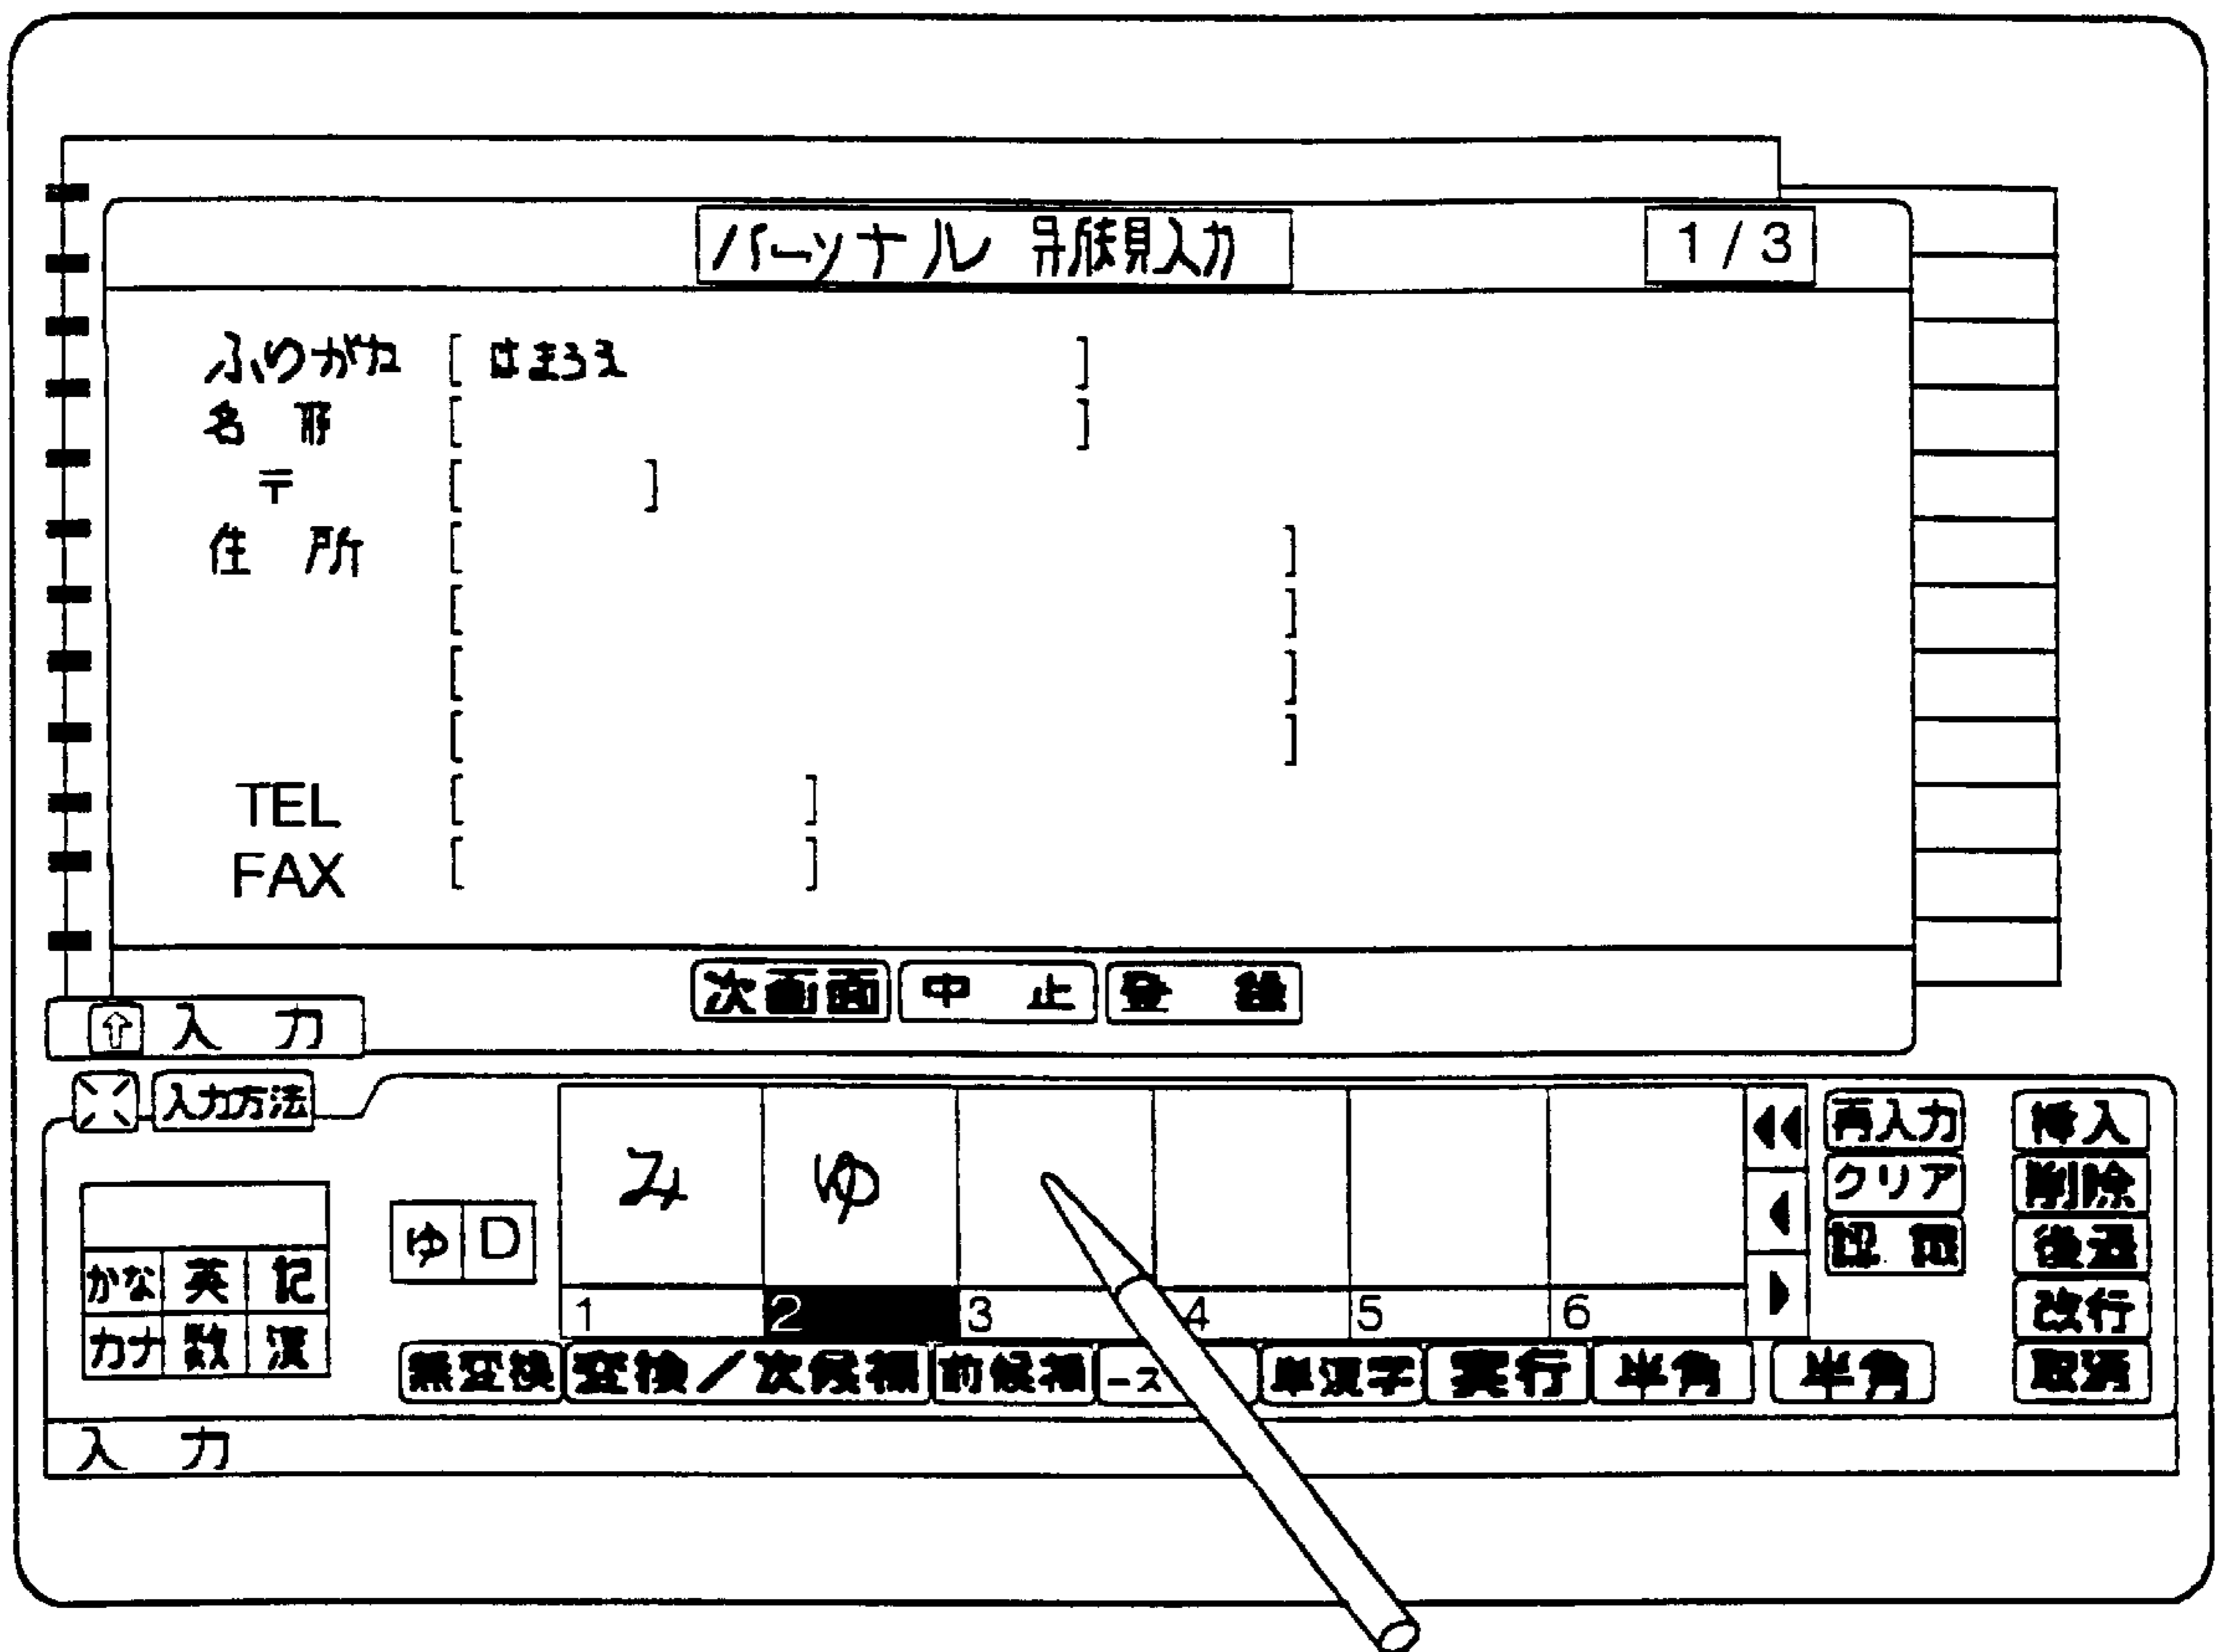 パーソナル 新規入力 1/3
ふりがな [ はまうえ ]
名 称 [ ]
〒 [ ]
住 所 [ ]
[ ]
[ ]
[ ]
TEL [ ]
FAX [ ]
次画面 中 止 登 録
入 力
入力方法
み ゆ
ゆ D
かな 英 記
カナ 数 漢
1 2 3 4 5 6
再入力
クリア
認 識
挿入
削除
後退
改行
取消
無変換 変換/次候補 前候補 単漢字 実行 半角 半角
入 力